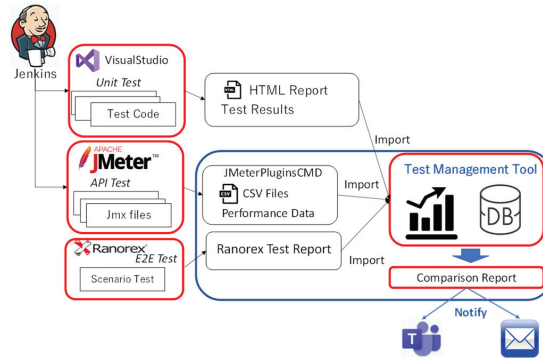 Jenkins
VisualStudio
Unit Test
Test Code
HTML Report
Test Results
Import
APACHE
JMeter™
API Test
Jmx files
JMeterPluginsCMD
CSV
CSV Files
Performance Data
Import
Test Management Tool
DB
Ranorex
E2E Test
Scenario Test
Ranorex Test Report
Import
Comparison Report
Notify